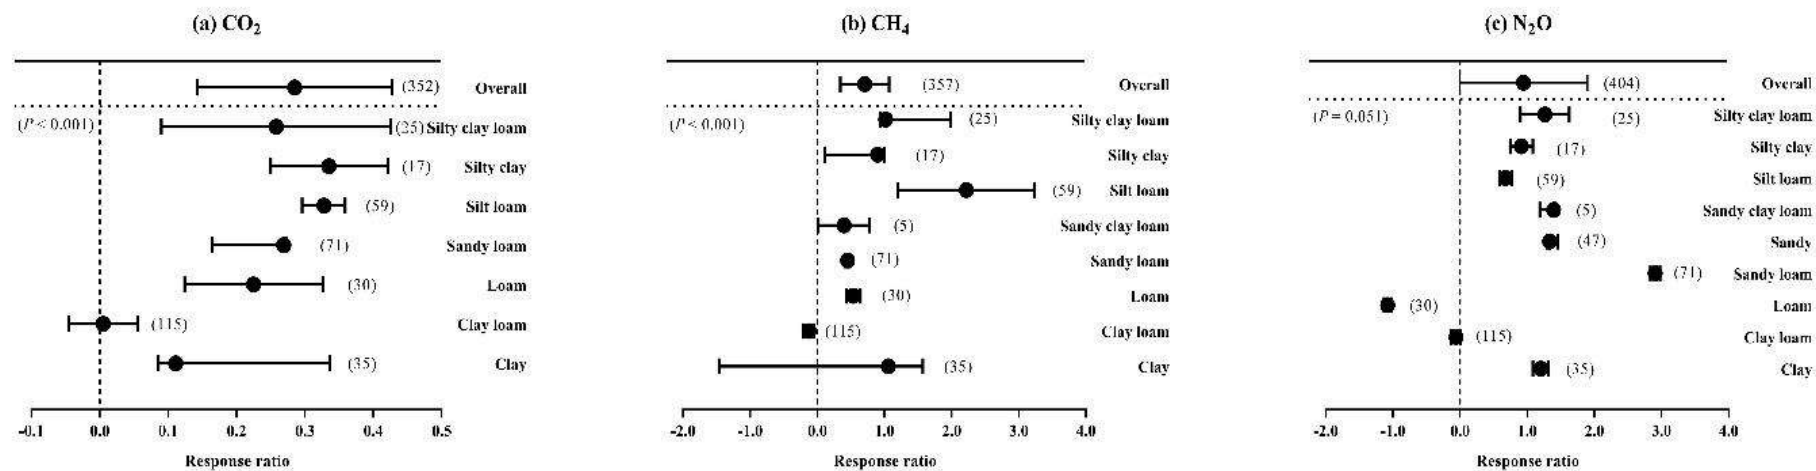 (a) CO2
(352) Overall
(P < 0.001) (25) Silty clay loam
(17) Silty clay
(59) Silt loam
(71) Sandy loam
(30) Loam
(115) Clay loam
(35) Clay
-0.1 0.0 0.1 0.2 0.3 0.4 0.5
Response ratio
(b) CH4
(357) Overall
(P < 0.001) (25) Silty clay loam
(17) Silty clay
(59) Silt loam
(5) Sandy clay loam
(71) Sandy loam
(30) Loam
(115) Clay loam
(35) Clay
-2.0 -1.0 0.0 1.0 2.0 3.0 4.0
Response ratio
(c) N2O
(404) Overall
(P = 0.051) (25) Silty clay loam
(17) Silty clay
(59) Silt loam
(5) Sandy clay loam
(47) Sandy
(71) Sandy loam
(30) Loam
(115) Clay loam
(35) Clay
-2.0 -1.0 0.0 1.0 2.0 3.0 4.0
Response ratio